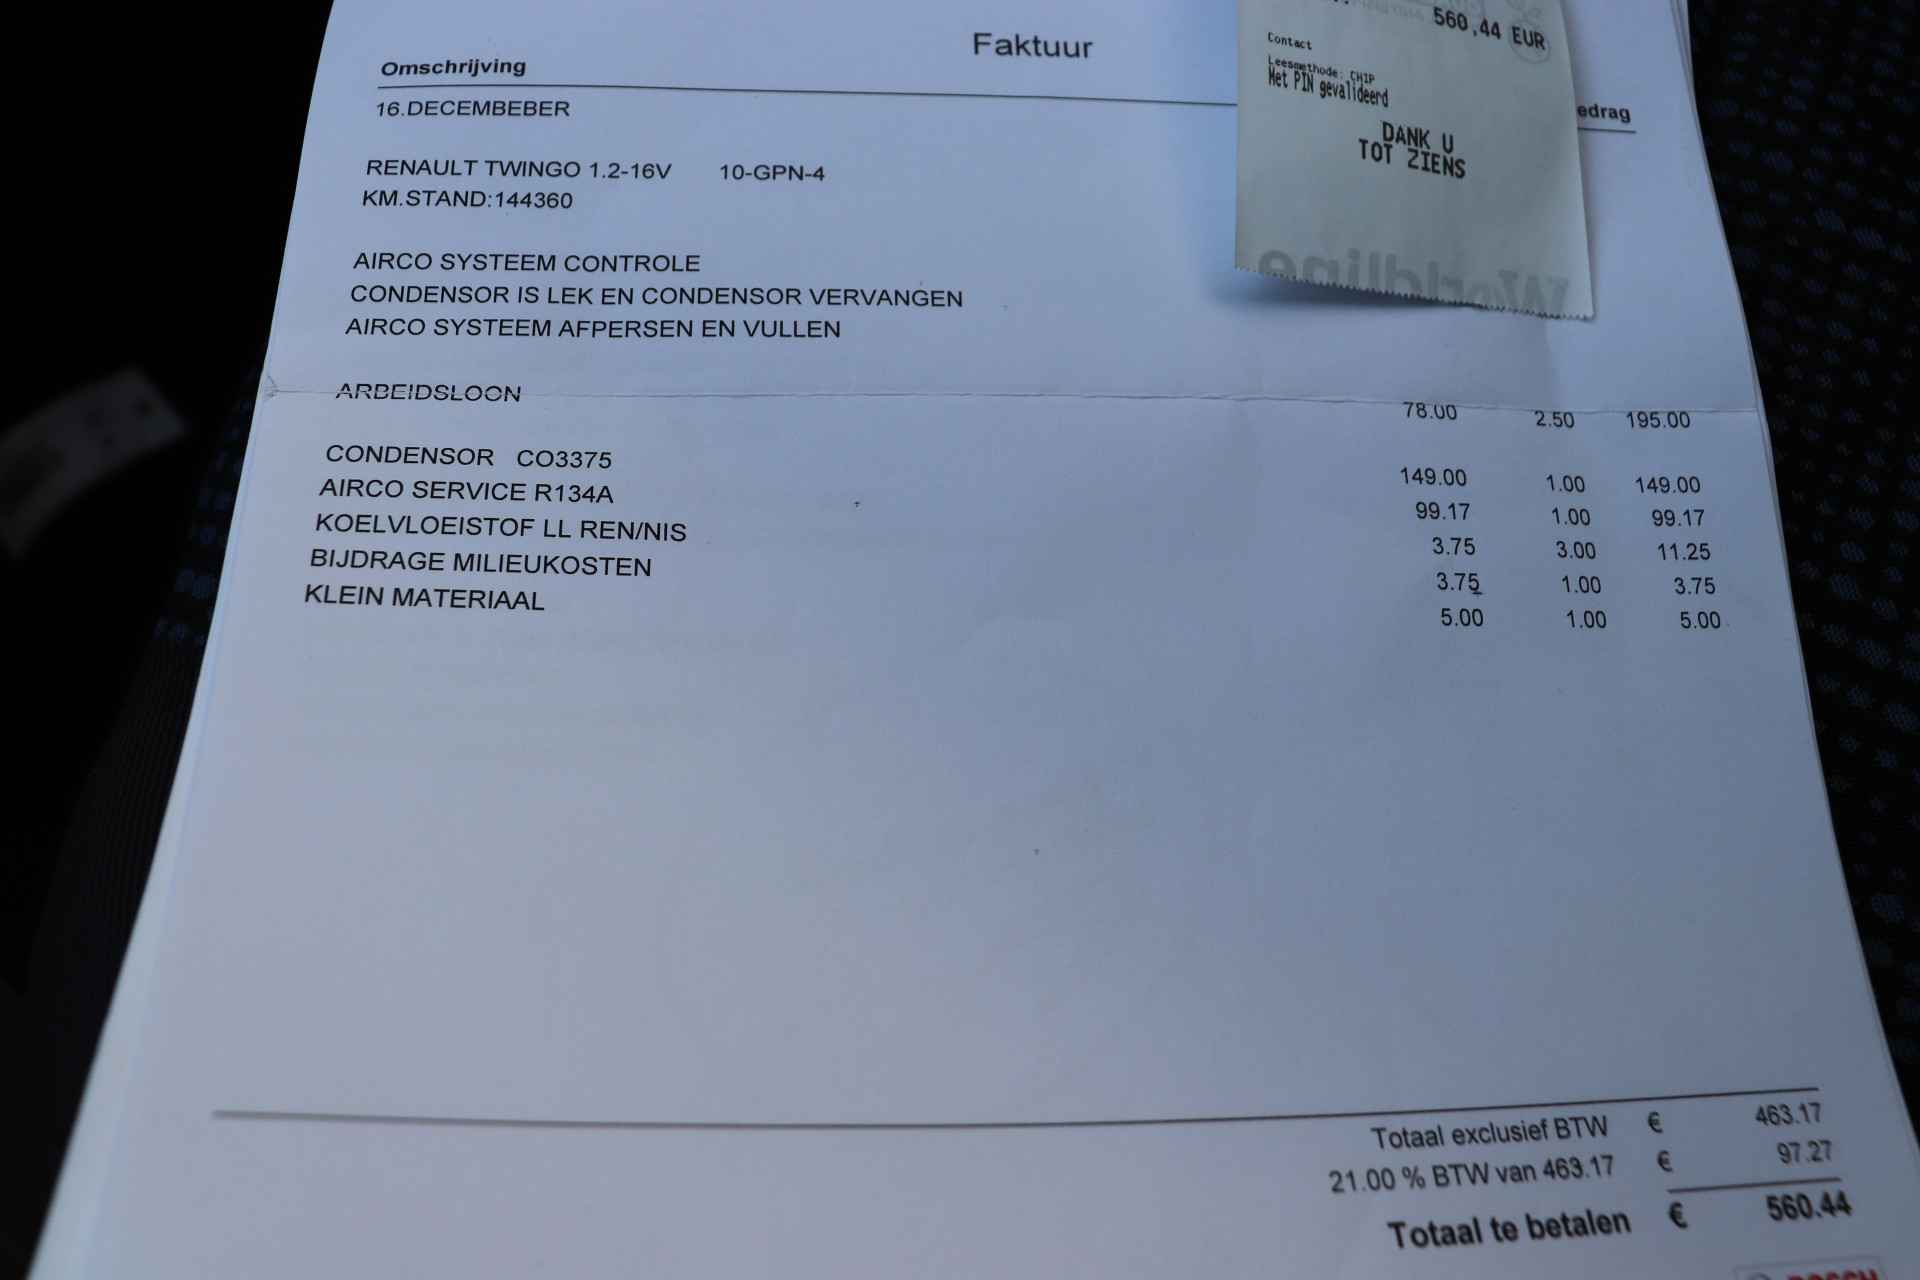 Faktuur
Omschrijving
edrag
16.DECEMBEBER
RENAULT TWINGO 1.2-16V 10-GPN-4
KM.STAND:144360
AIRCO SYSTEEM CONTROLE
CONDENSOR IS LEK EN CONDENSOR VERVANGEN
AIRCO SYSTEEM AFPERSEN EN VULLEN
ARBEIDSLOON 78.00 2.50 195.00
CONDENSOR CO3375 149.00 1.00 149.00
AIRCO SERVICE R134A 99.17 1.00 99.17
KOELVLOEISTOF LL REN/NIS 3.75 3.00 11.25
BIJDRAGE MILIEUKOSTEN 3.75 1.00 3.75
KLEIN MATERIAAL 5.00 1.00 5.00
Totaal exclusief BTW € 463.17
21.00 % BTW van 463.17 € 97.27
Totaal te betalen € 560.44
560,44 EUR
Contact
Leesmethode: CHIP
Met PIN gevalideerd
DANK U
TOT ZIENS
Worldline